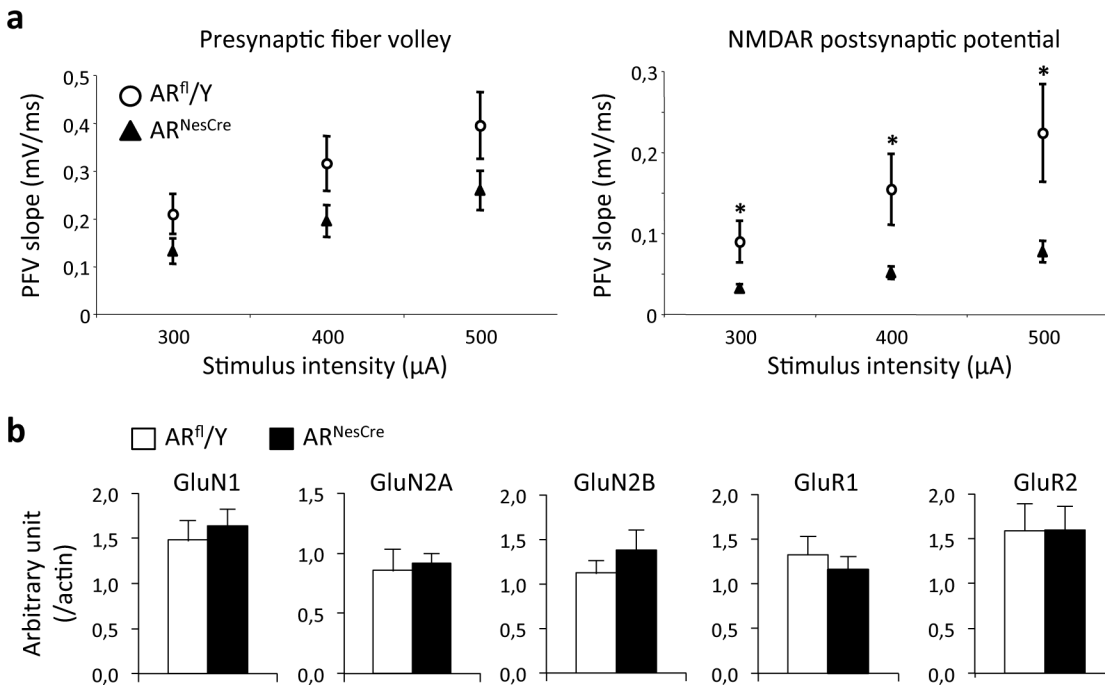 a
Presynaptic fiber volley
NMDAR postsynaptic potential
PFV slope (mV/ms)
0,5
0,4
0,3
0,2
0,1
0
ARfl/Y
ARNesCre
300
400
500
Stimulus intensity (µA)
PFV slope (mV/ms)
0,3
0,2
0,1
0
*
*
*
300
400
500
Stimulus intensity (µA)
b
ARfl/Y
ARNesCre
Arbitrary unit
(/actin)
GluN1
2,0
1,5
1,0
0,5
0,0
GluN2A
1,5
1,0
0,5
0,0
GluN2B
2,0
1,5
1,0
0,5
0,0
GluR1
2,0
1,5
1,0
0,5
0,0
GluR2
2,0
1,5
1,0
0,5
0,0